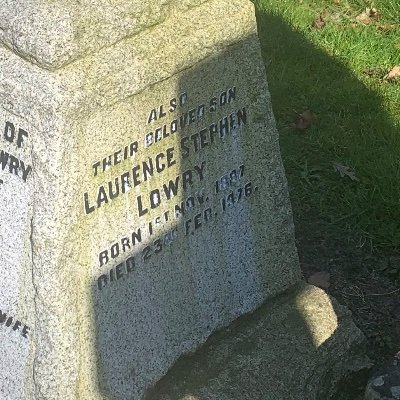 OF
WRY
WIFE
ALSO
THEIR BELOVED SON
LAURENCE STEPHEN
LOWRY
BORN 1ST NOV. 1887
DIED 23RD FEB. 1976.